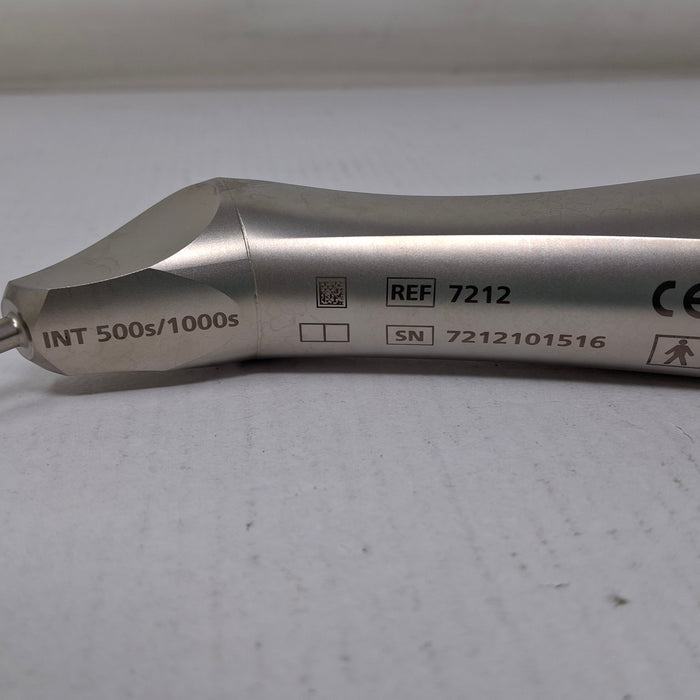 INT 500s/1000s
REF 7212
SN 7212101516
CE